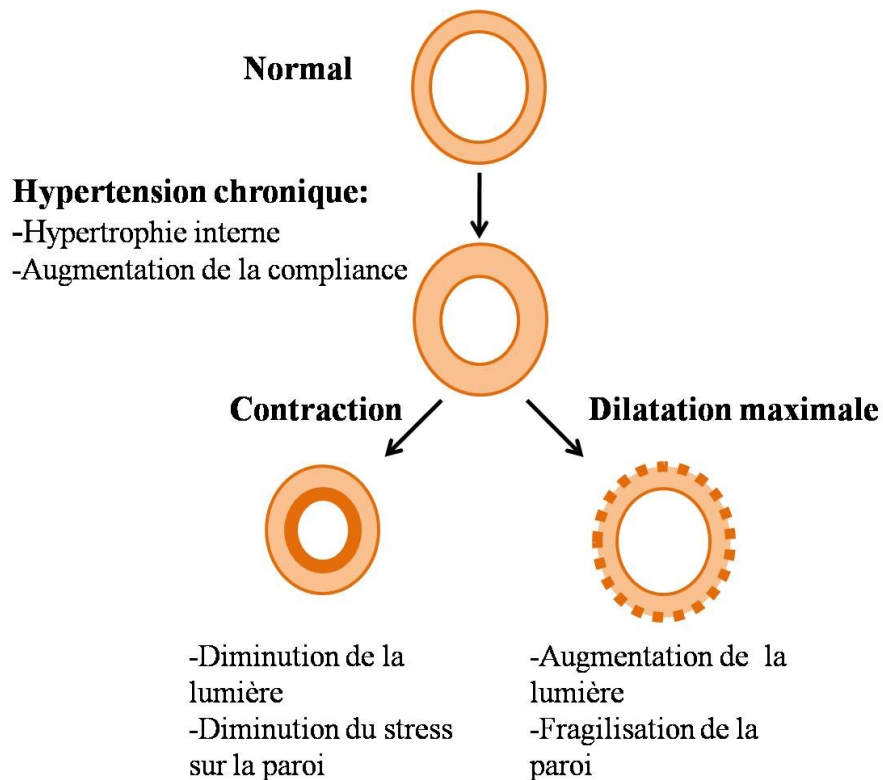 Normal
Hypertension chronique:
-Hypertrophie interne
-Augmentation de la compliance
Contraction
Dilatation maximale
-Diminution de la
lumière
-Diminution du stress
sur la paroi
-Augmentation de la
lumière
-Fragilisation de la
paroi